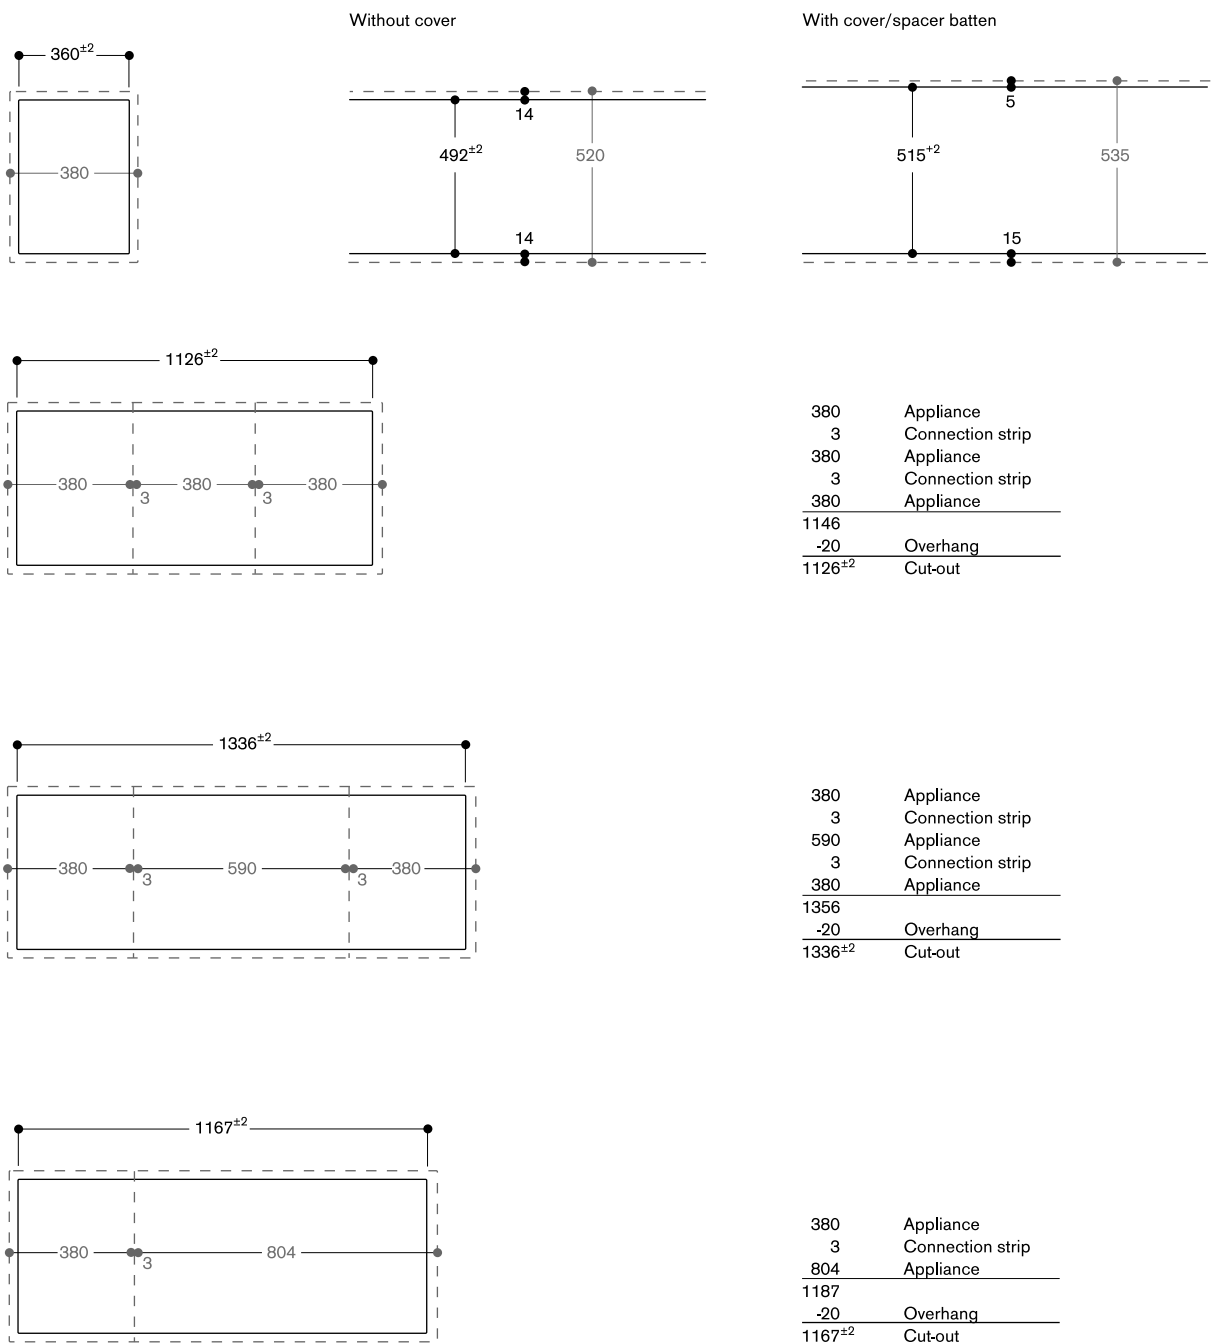 Without cover
With cover/spacer batten
360±2
380
14
492±2
520
14
5
515+2
535
15
1126±2
380
3
380
3
380
380 Appliance
3 Connection strip
380 Appliance
3 Connection strip
380 Appliance
1146
-20 Overhang
1126±2 Cut-out
1336±2
380
3
590
3
380
380 Appliance
3 Connection strip
590 Appliance
3 Connection strip
380 Appliance
1356
-20 Overhang
1336±2 Cut-out
1167±2
380
3
804
380 Appliance
3 Connection strip
804 Appliance
1187
-20 Overhang
1167±2 Cut-out